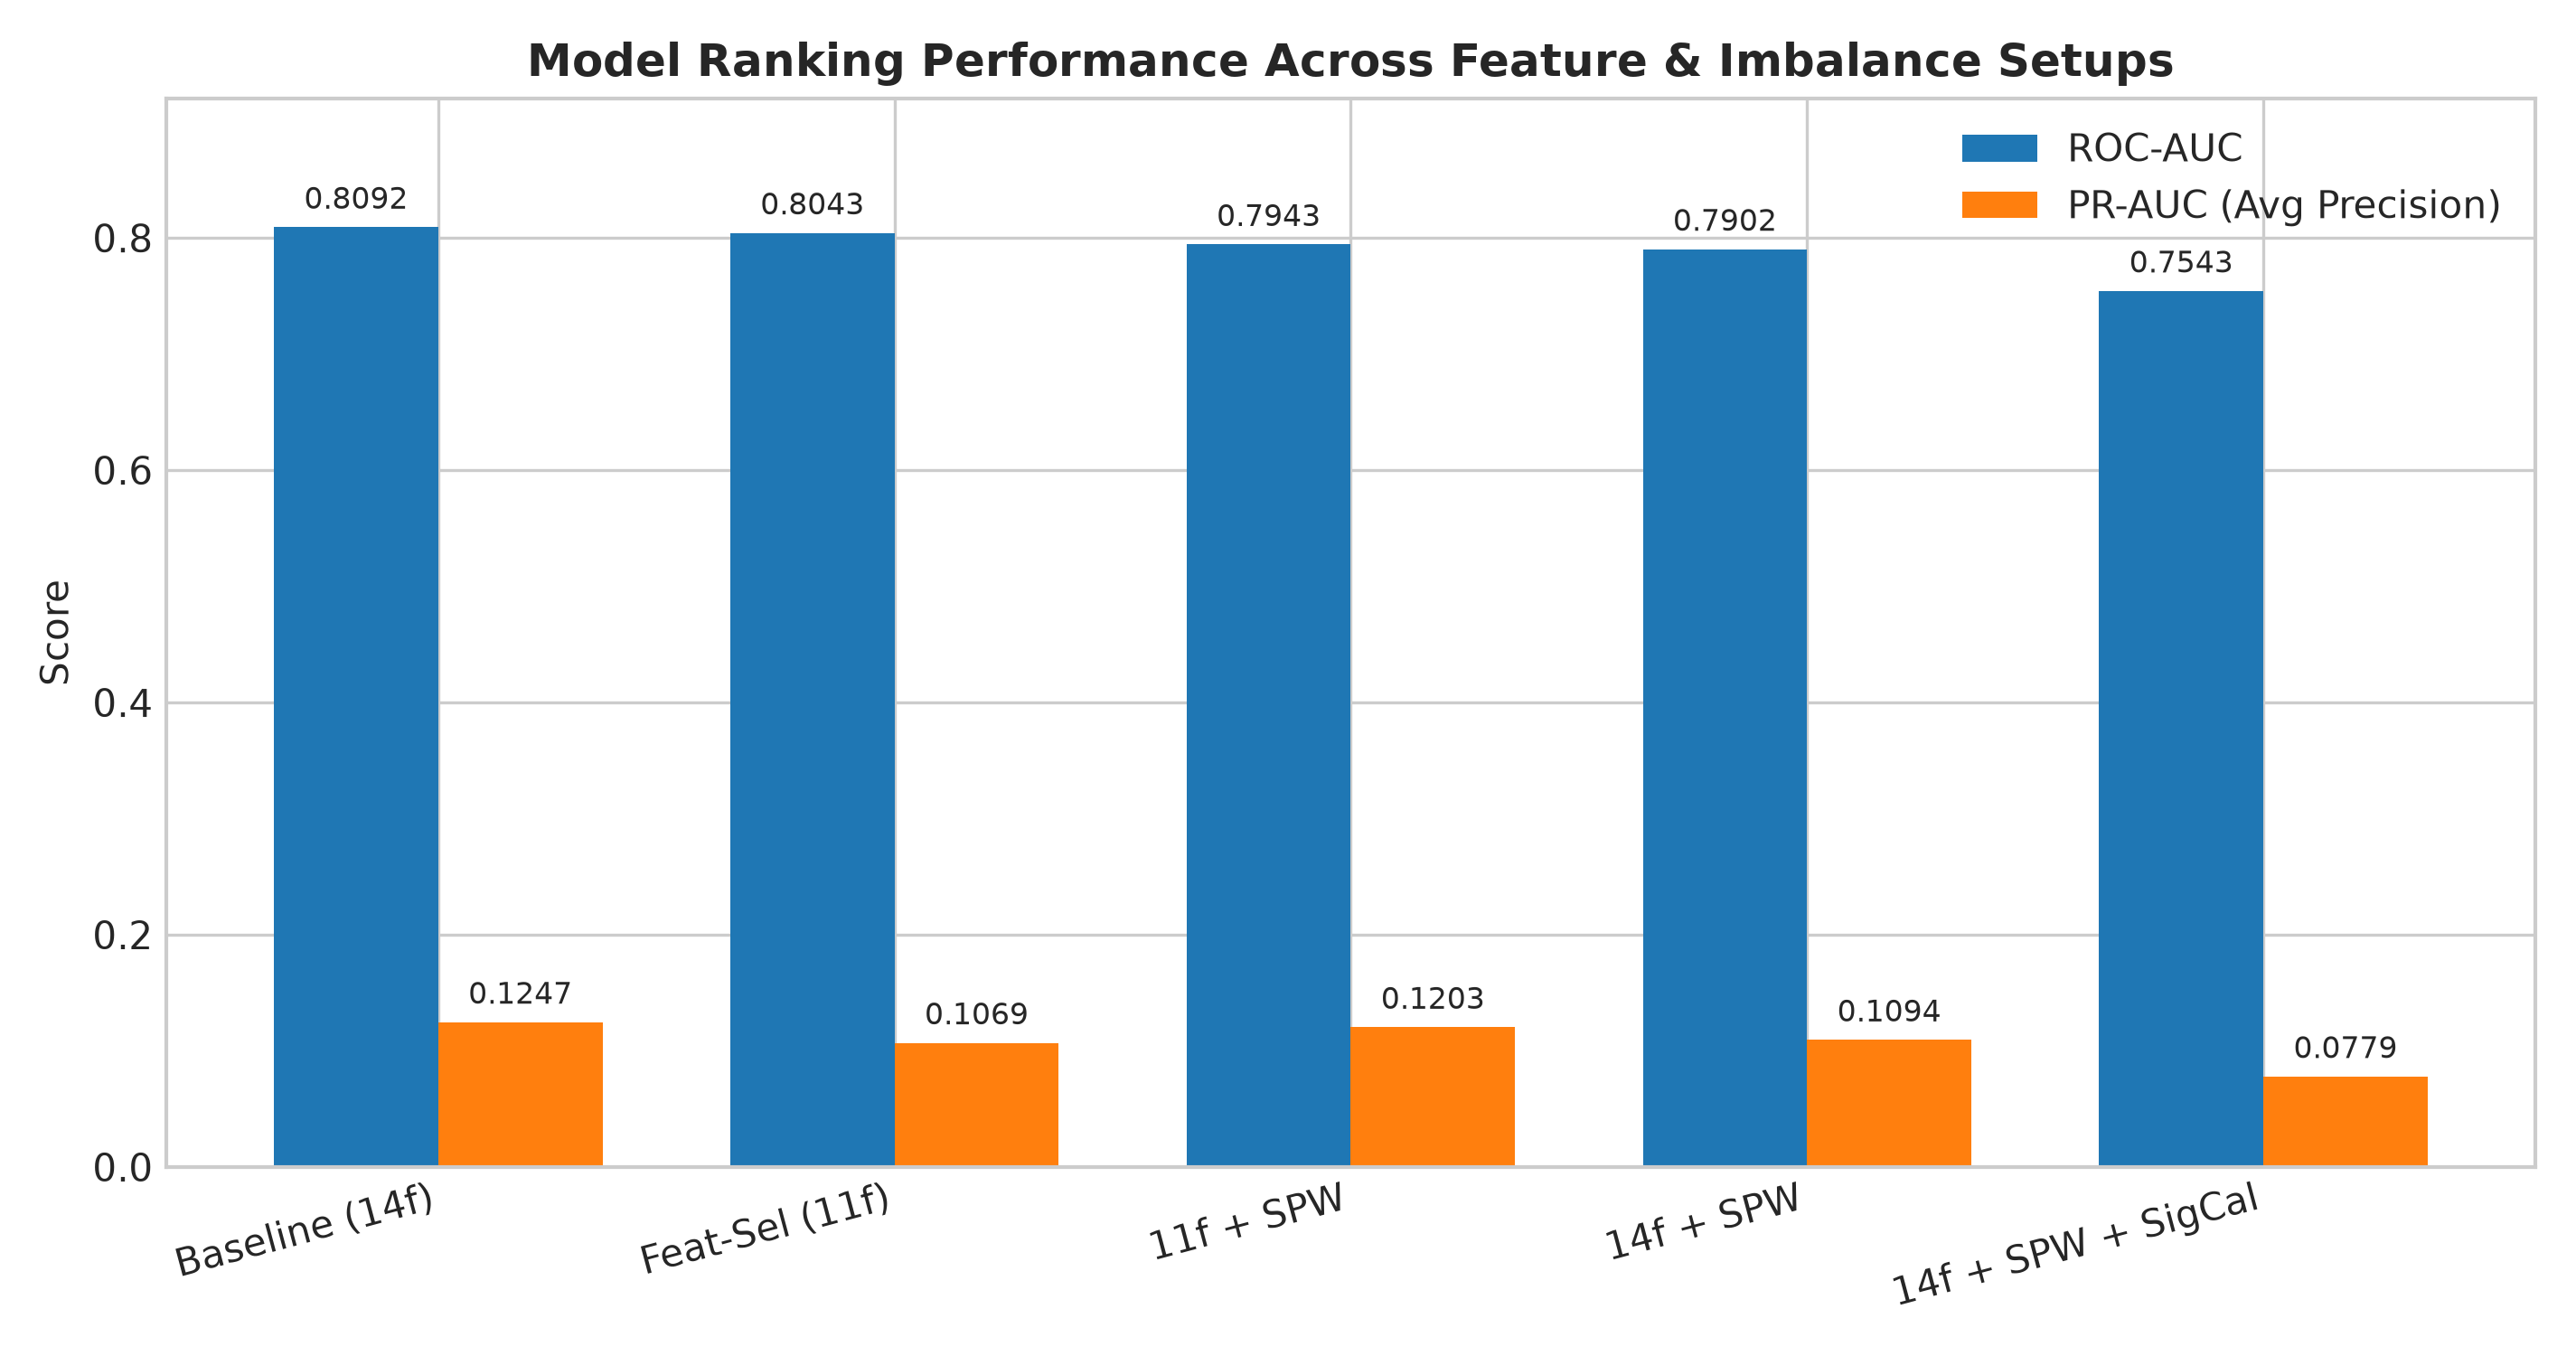 Model Ranking Performance Across Feature & Imbalance Setups
ROC-AUC
PR-AUC (Avg Precision)
Score
0.8
0.6
0.4
0.2
0.0
0.8092
0.1247
0.8043
0.1069
0.7943
0.1203
0.7902
0.1094
0.7543
0.0779
Baseline (14f)
Feat-Sel (11f)
11f + SPW
14f + SPW
14f + SPW + SigCal